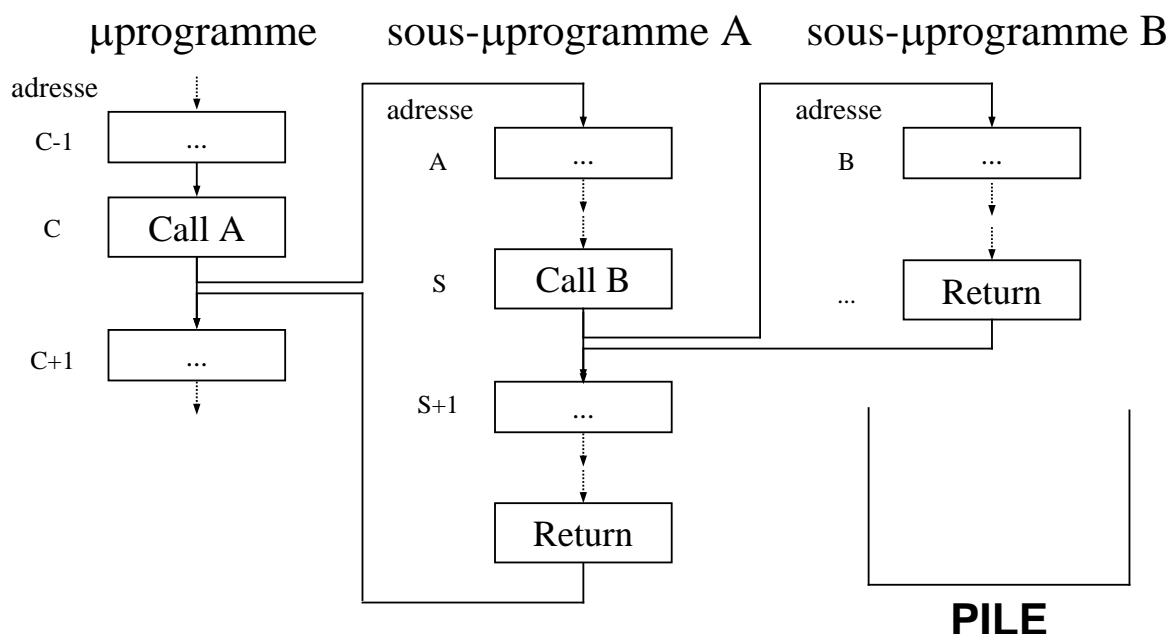 μprogramme
sous-μprogramme A
sous-μprogramme B
adresse
C-1
...
C
Call A
C+1
...
adresse
A
...
S
Call B
S+1
...
Return
adresse
B
...
...
Return
PILE